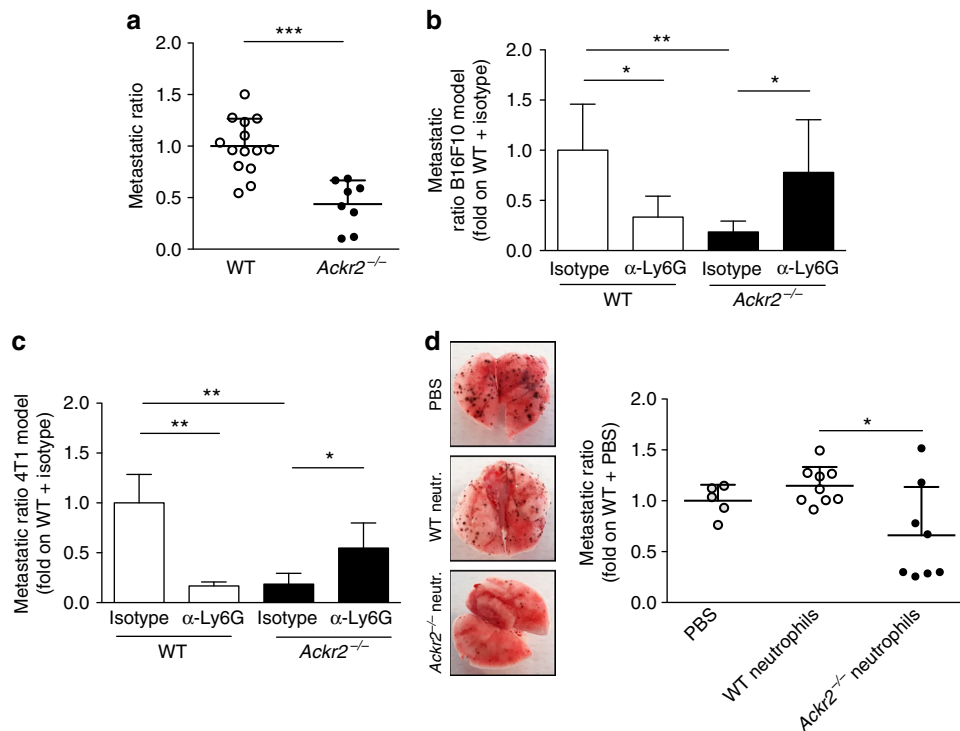 a
***
2.0
1.5
1.0
0.5
0.0
Metastatic ratio
WT
Ackr2−/−
b
**
*
*
2.0
1.5
1.0
0.5
0.0
Metastatic
ratio B16F10 model
(fold on WT + isotype)
Isotype α-Ly6G Isotype α-Ly6G
WT
Ackr2−/−
c
**
**
*
2.0
1.5
1.0
0.5
0.0
Metastatic ratio 4T1 model
(fold on WT + isotype)
Isotype α-Ly6G Isotype α-Ly6G
WT
Ackr2−/−
d
PBS
WT neutr.
Ackr2−/− neutr.
*
2.0
1.5
1.0
0.5
0.0
Metastatic ratio
(fold on WT + PBS)
PBS
WT neutrophils
Ackr2−/− neutrophils